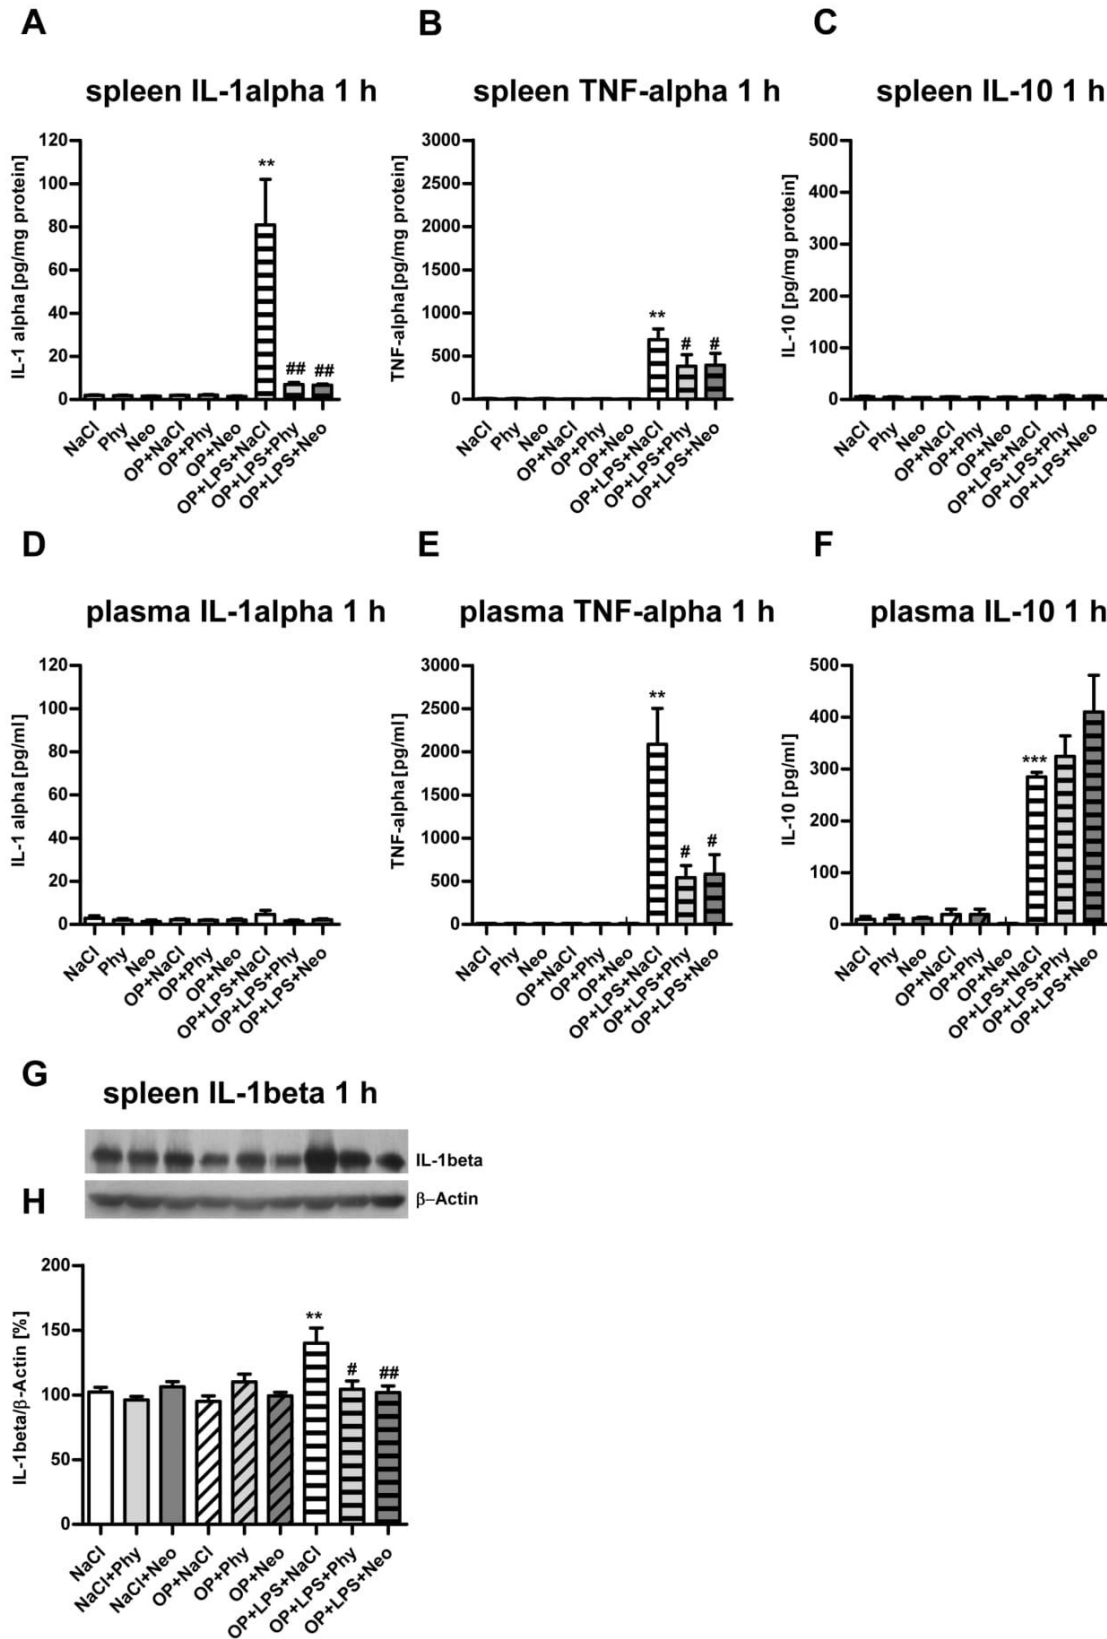 A
B
C
spleen IL-1alpha 1 h
spleen TNF-alpha 1 h
spleen IL-10 1 h
IL-1 alpha [pg/mg protein]
120
100
80
60
40
20
0
**
##
##
NaCl
Phy
Neo
OP+NaCl
OP+Phy
OP+Neo
OP+LPS+NaCl
OP+LPS+Phy
OP+LPS+Neo
TNF-alpha [pg/mg protein]
3000
2500
2000
1500
1000
500
0
**
#
#
NaCl
Phy
Neo
OP+NaCl
OP+Phy
OP+Neo
OP+LPS+NaCl
OP+LPS+Phy
OP+LPS+Neo
IL-10 [pg/mg protein]
500
400
300
200
100
0
NaCl
Phy
Neo
OP+NaCl
OP+Phy
OP+Neo
OP+LPS+NaCl
OP+LPS+Phy
OP+LPS+Neo
D
E
F
plasma IL-1alpha 1 h
plasma TNF-alpha 1 h
plasma IL-10 1 h
IL-1 alpha [pg/ml]
120
100
80
60
40
20
0
NaCl
Phy
Neo
OP+NaCl
OP+Phy
OP+Neo
OP+LPS+NaCl
OP+LPS+Phy
OP+LPS+Neo
TNF-alpha [pg/ml]
3000
2500
2000
1500
1000
500
0
**
#
#
NaCl
Phy
Neo
OP+NaCl
OP+Phy
OP+Neo
OP+LPS+NaCl
OP+LPS+Phy
OP+LPS+Neo
IL-10 [pg/ml]
500
400
300
200
100
0
***
NaCl
Phy
Neo
OP+NaCl
OP+Phy
OP+Neo
OP+LPS+NaCl
OP+LPS+Phy
OP+LPS+Neo
G
spleen IL-1beta 1 h
IL-1beta
β–Actin
H
IL-1beta/β-Actin [%]
200
150
100
50
0
**
#
##
NaCl
NaCl+Phy
NaCl+Neo
OP+NaCl
OP+Phy
OP+Neo
OP+LPS+NaCl
OP+LPS+Phy
OP+LPS+Neo